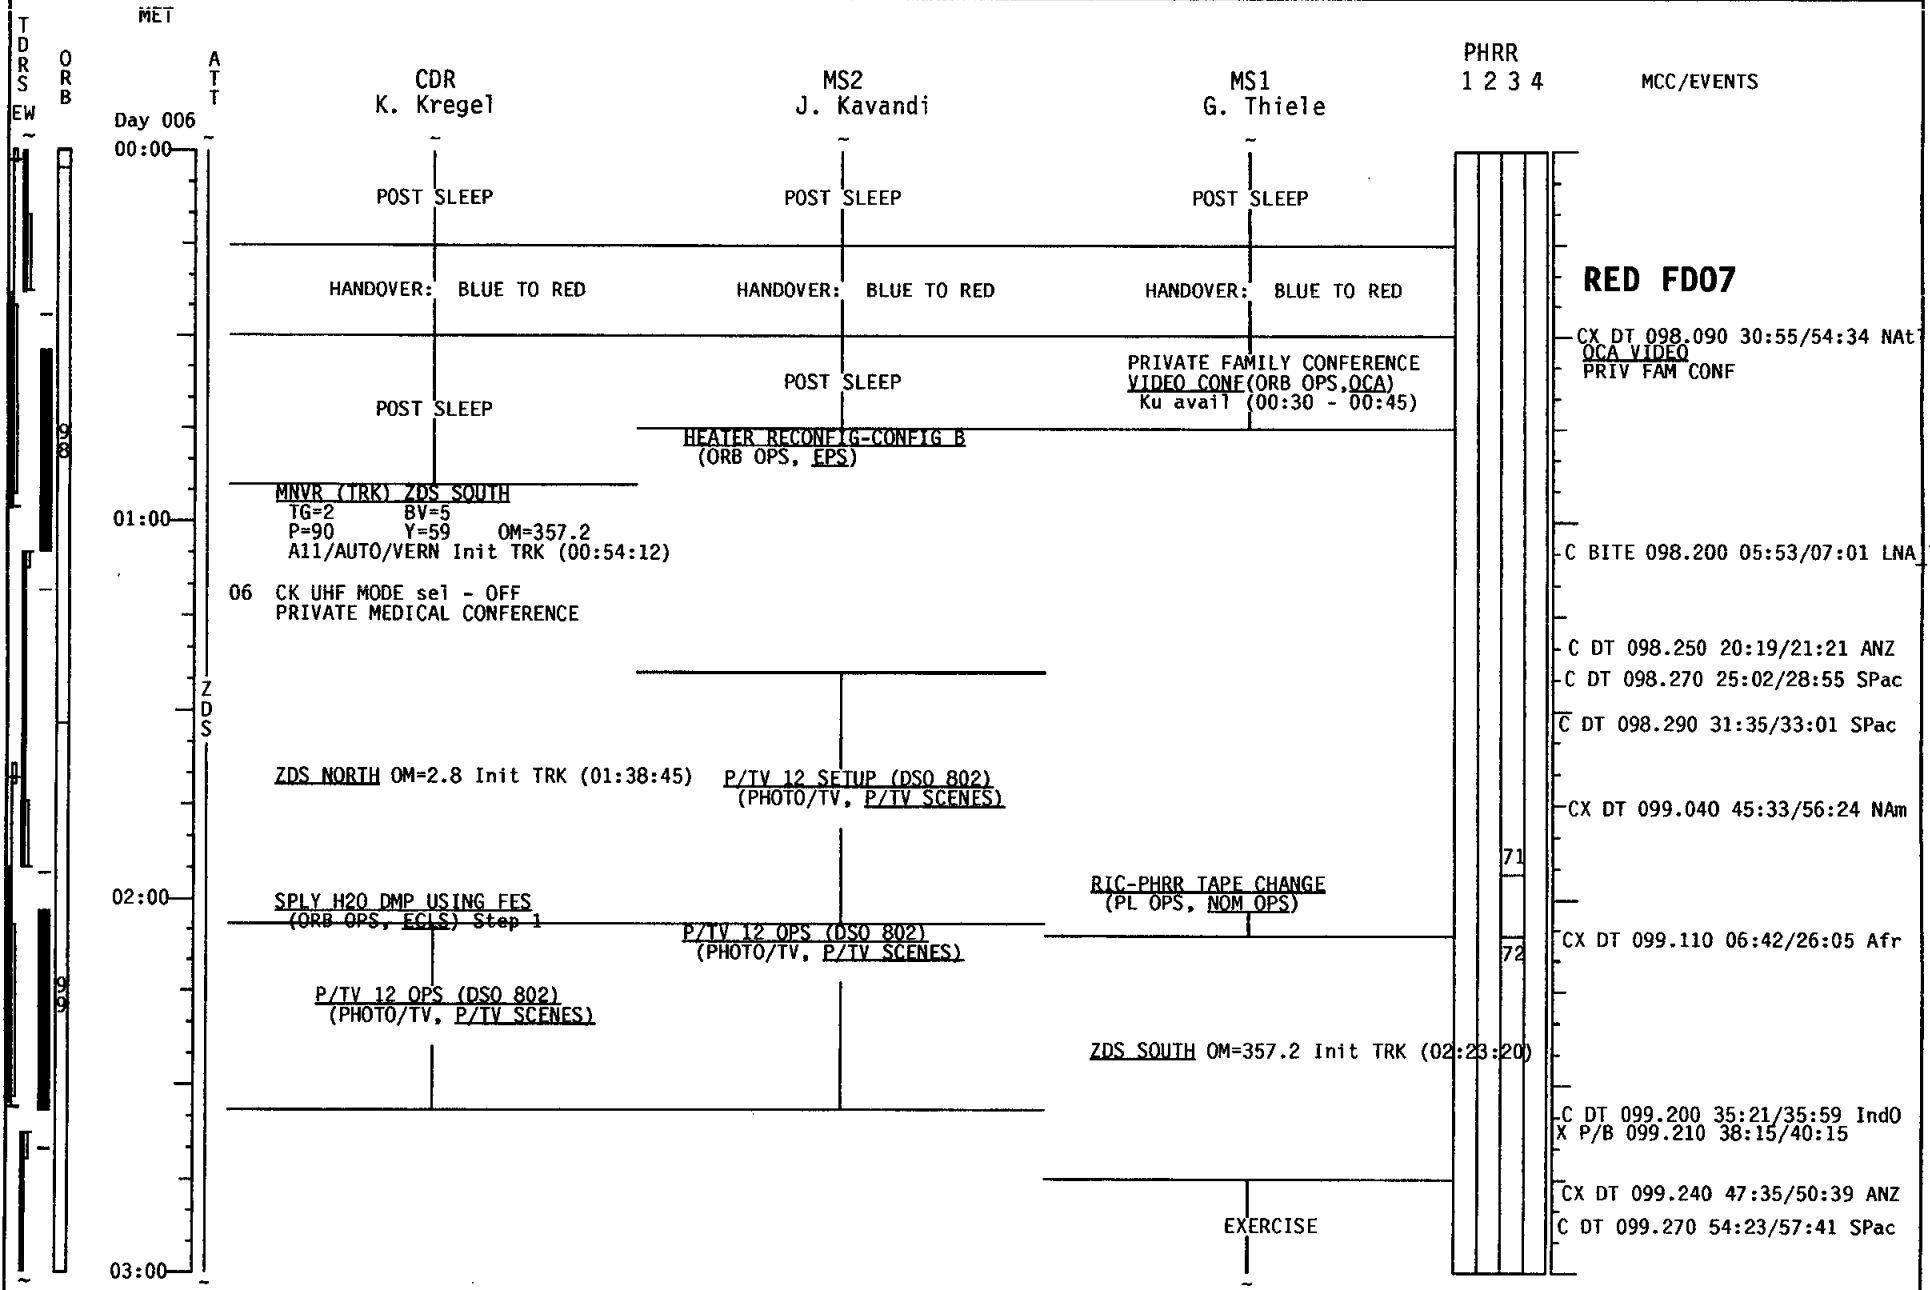 MET
TDRS
EW
ORB
ATT
CDR
K. Kregel
MS2
J. Kavandi
MS1
G. Thiele
PHRR
1 2 3 4
MCC/EVENTS
Day 006
00:00
POST SLEEP
POST SLEEP
POST SLEEP
HANDOVER: BLUE TO RED
HANDOVER: BLUE TO RED
HANDOVER: BLUE TO RED
RED FD07
CX DT 098.090 30:55/54:34 NAtl
OCA VIDEO
PRIV FAM CONF
POST SLEEP
POST SLEEP
PRIVATE FAMILY CONFERENCE
VIDEO CONF(ORB OPS,OCA)
Ku avail (00:30 - 00:45)
98
HEATER RECONFIG-CONFIG B
(ORB OPS, EPS)
MNVR (TRK) ZDS SOUTH
TG=2 BV=5
P=90 Y=59 OM=357.2
A11/AUTO/VERN Init TRK (00:54:12)
01:00
C BITE 098.200 05:53/07:01 LNA
06 CK UHF MODE sel - OFF
PRIVATE MEDICAL CONFERENCE
C DT 098.250 20:19/21:21 ANZ
C DT 098.270 25:02/28:55 SPac
ZDS
C DT 098.290 31:35/33:01 SPac
ZDS NORTH OM=2.8 Init TRK (01:38:45)
P/TV 12 SETUP (DSO 802)
(PHOTO/TV, P/TV SCENES)
CX DT 099.040 45:33/56:24 NAm
71
02:00
SPLY H2O DMP USING FES
(ORB OPS, ECLS) Step 1
RIC-PHRR TAPE CHANGE
(PL OPS, NOM OPS)
P/TV 12 OPS (DSO 802)
(PHOTO/TV, P/TV SCENES)
CX DT 099.110 06:42/26:05 Afr
72
99
P/TV 12 OPS (DSO 802)
(PHOTO/TV, P/TV SCENES)
ZDS SOUTH OM=357.2 Init TRK (02:23:20)
C DT 099.200 35:21/35:59 IndO
X P/B 099.210 38:15/40:15
CX DT 099.240 47:35/50:39 ANZ
EXERCISE
C DT 099.270 54:23/57:41 SPac
03:00